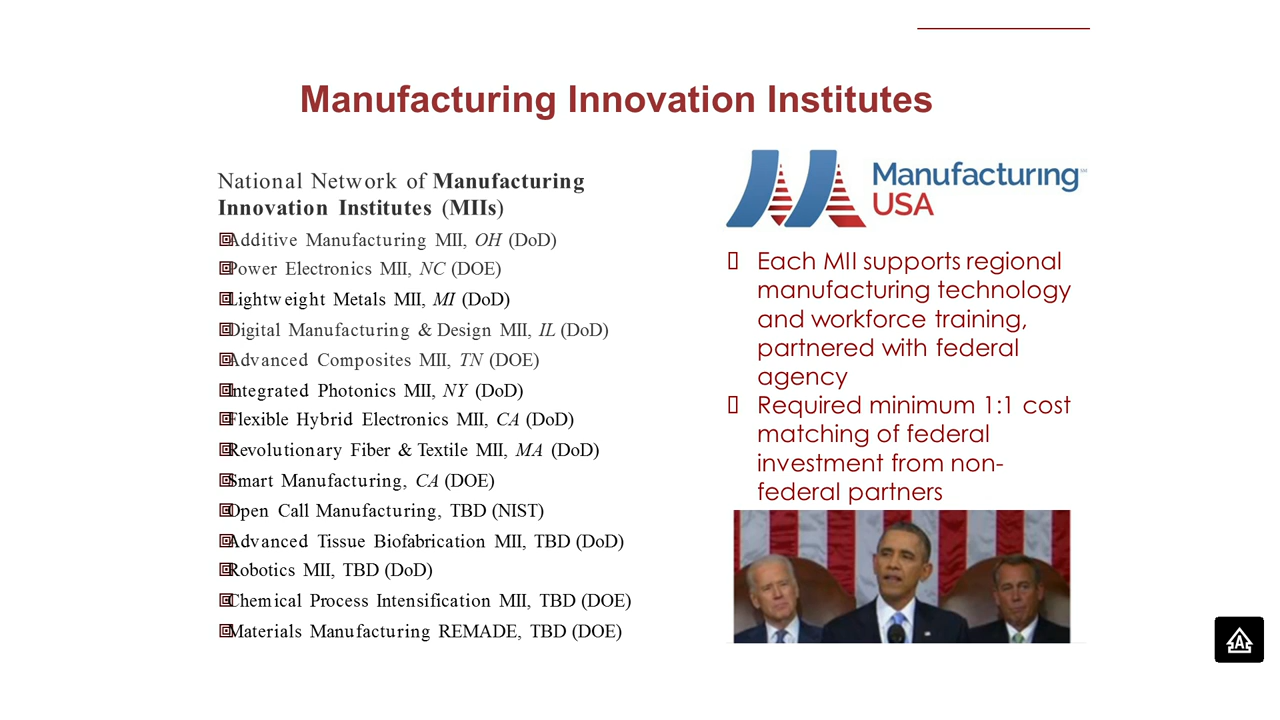 Manufacturing Innovation Institutes
National Network of Manufacturing
Innovation Institutes (MIIs)
Additive Manufacturing MII, OH (DoD)
Power Electronics MII, NC (DOE)
Lightweight Metals MII, MI (DoD)
Digital Manufacturing & Design MII, IL (DoD)
Advanced Composites MII, TN (DOE)
Integrated Photonics MII, NY (DoD)
Flexible Hybrid Electronics MII, CA (DoD)
Revolutionary Fiber & Textile MII, MA (DoD)
Smart Manufacturing, CA (DOE)
Open Call Manufacturing, TBD (NIST)
Advanced Tissue Biofabrication MII, TBD (DoD)
Robotics MII, TBD (DoD)
Chemical Process Intensification MII, TBD (DOE)
Materials Manufacturing REMADE, TBD (DOE)
Manufacturing℠
USA
Each MII supports regional
manufacturing technology
and workforce training,
partnered with federal
agency
Required minimum 1:1 cost
matching of federal
investment from non-
federal partners
A